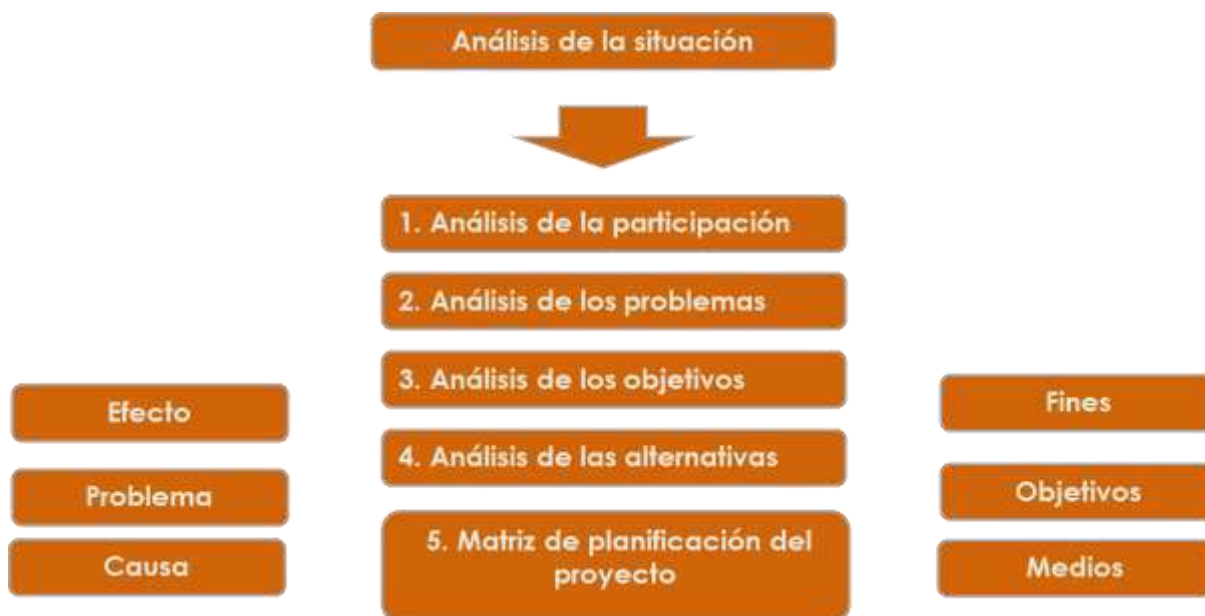 Análisis de la situación
1. Análisis de la participación
2. Análisis de los problemas
3. Análisis de los objetivos
4. Análisis de las alternativas
5. Matriz de planificación del
proyecto
Efecto
Problema
Causa
Fines
Objetivos
Medios